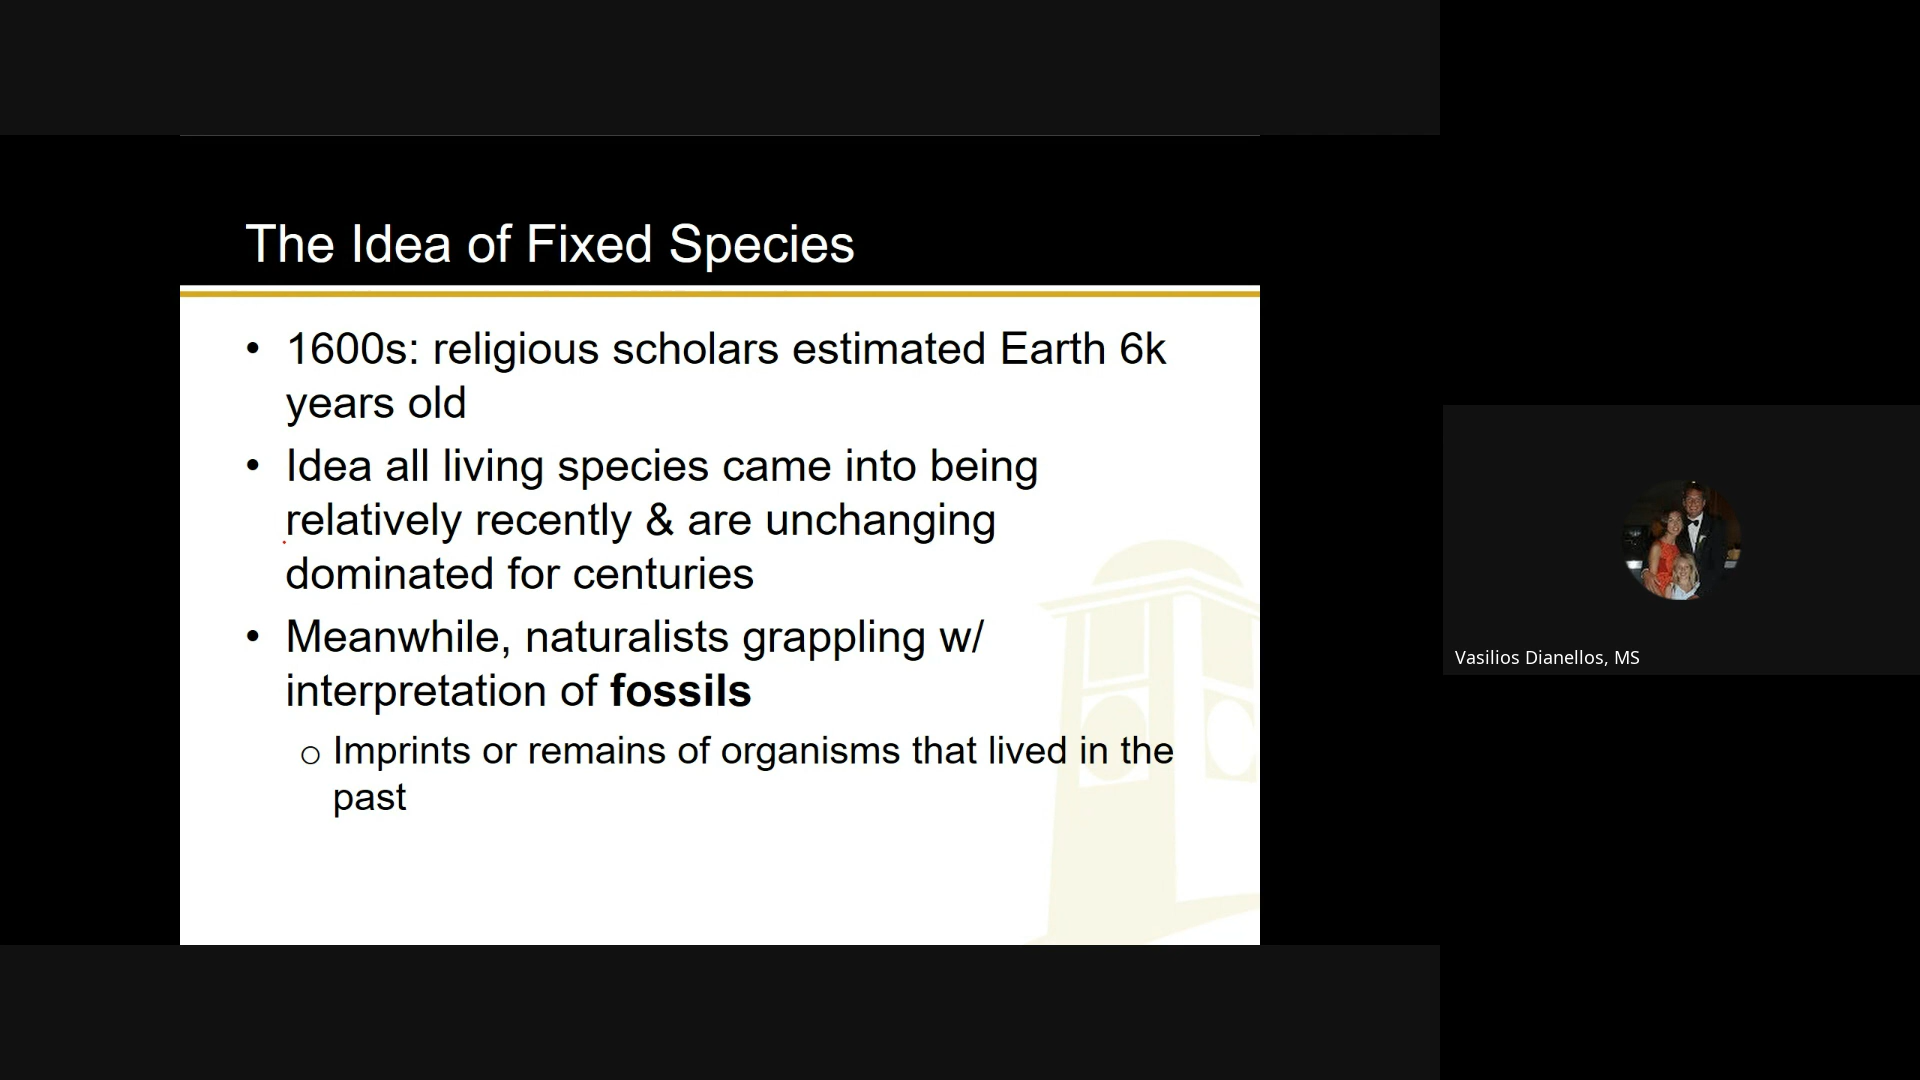 The Idea of Fixed Species
• 1600s: religious scholars estimated Earth 6k
years old
• Idea all living species came into being
relatively recently & are unchanging
dominated for centuries
• Meanwhile, naturalists grappling w/
interpretation of fossils
○ Imprints or remains of organisms that lived in the
past
Vasilios Dianellos, MS